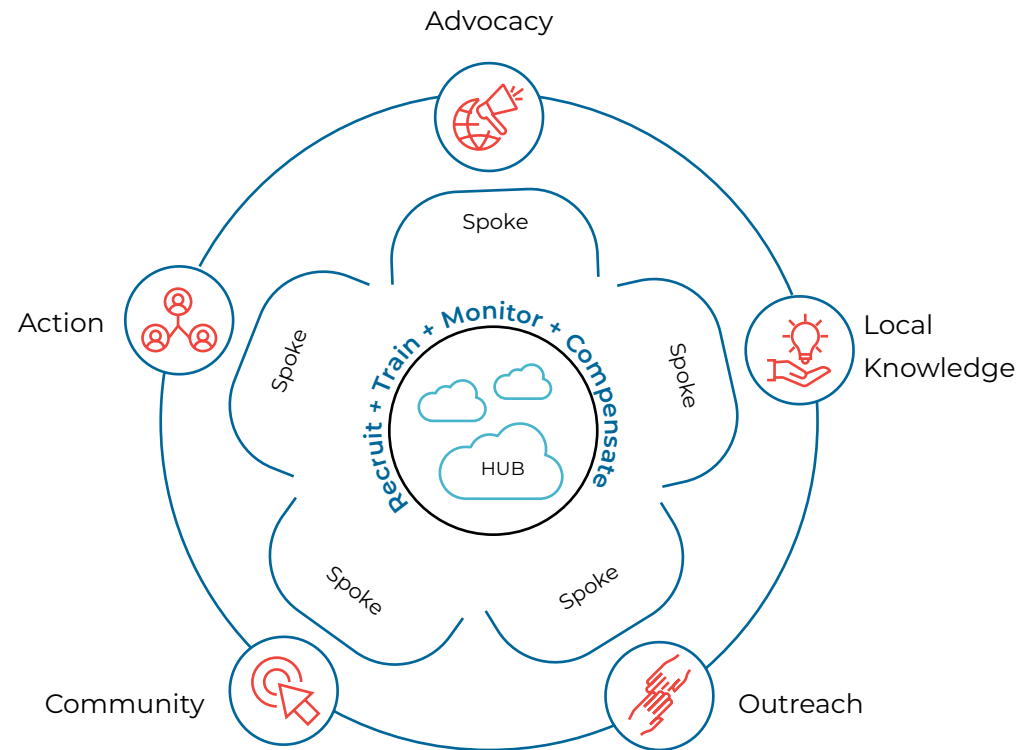 Advocacy
Spoke
Action
Spoke
Recruit + Train + Monitor + Compensate
Spoke
Local
Knowledge
HUB
Spoke
Spoke
Community
Outreach